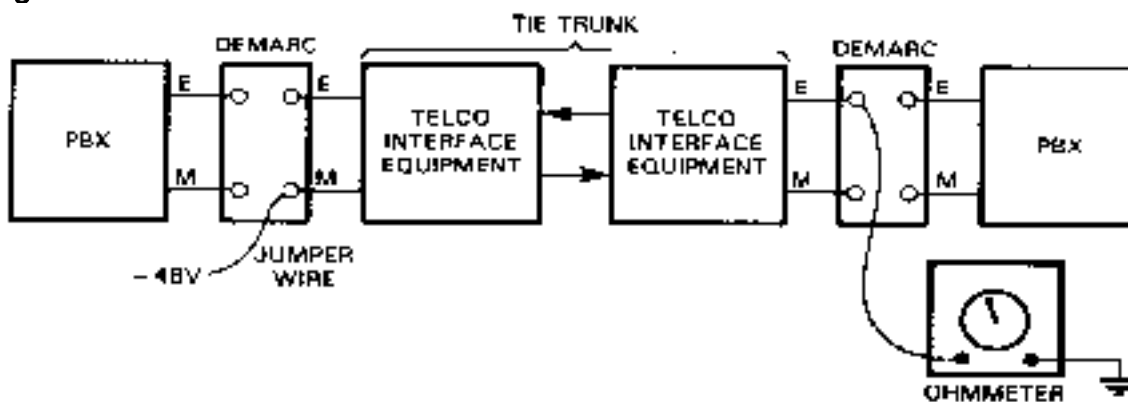 TIE TRUNK
DEMARC
DEMARC
E
E
E
E
PBX
TELCO
INTERFACE
EQUIPMENT
TELCO
INTERFACE
EQUIPMENT
PBX
M
M
M
M
-48V
JUMPER
WIRE
OHMMETER